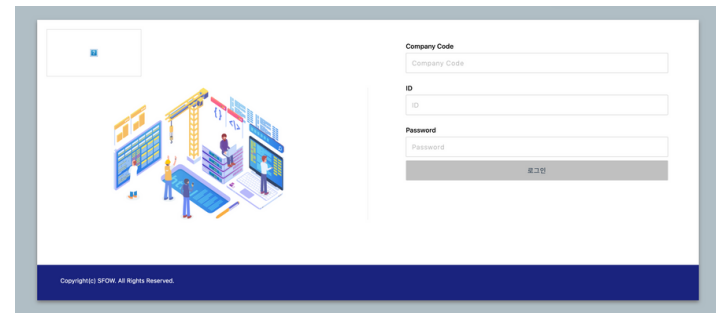 Company Code
Company Code
ID
ID
Password
Password
로그인
Copyright(c) SFOW. All Rights Reserved.